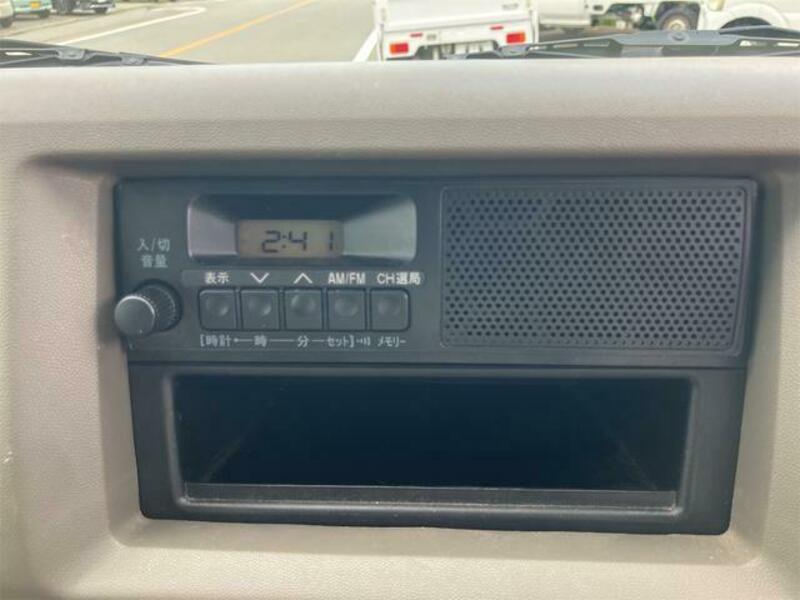 2:41
入/切
音量
表示 ∨ ∧ AM/FM CH選局
[時計•─時─分─セット] メモリー